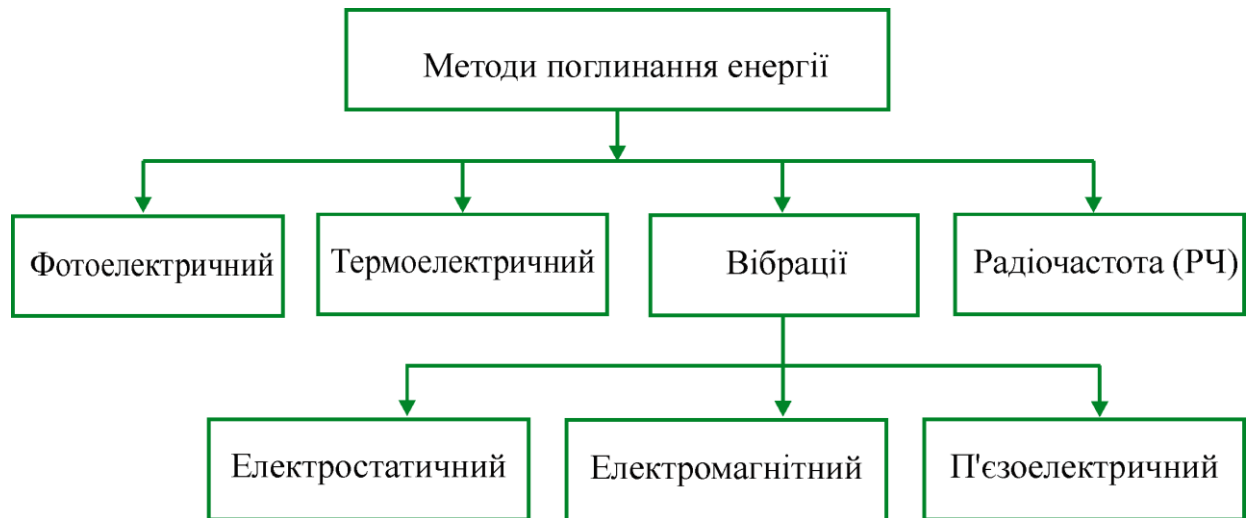 Методи поглинання енергії
Фотоелектричний
Термоелектричний
Вібрації
Радіочастота (РЧ)
Електростатичний
Електромагнітний
П'єзоелектричний